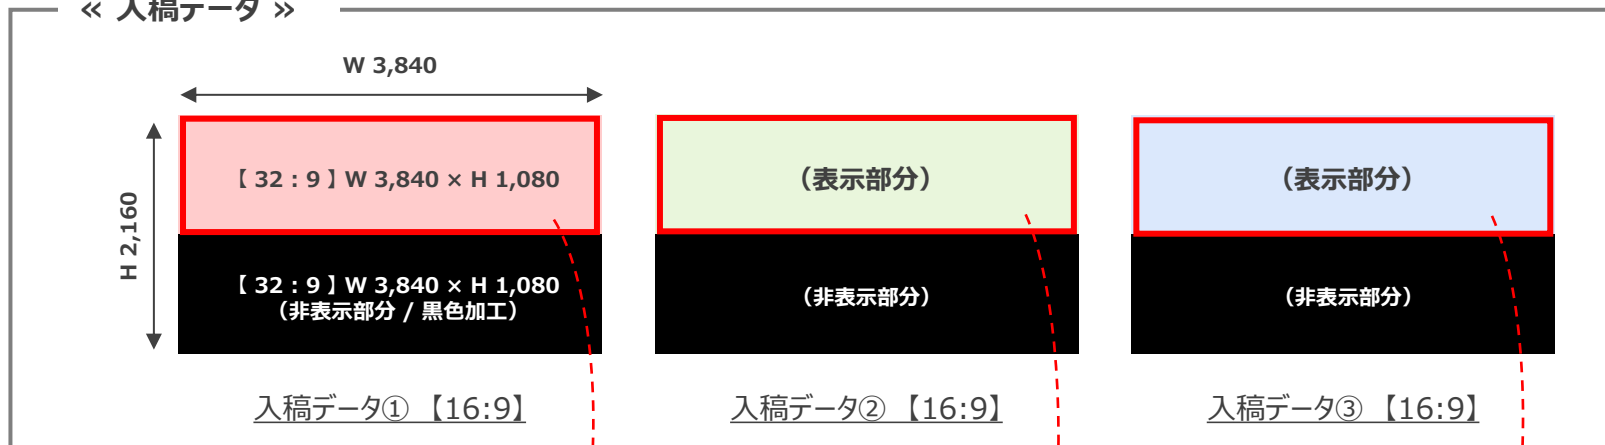 « 入稿データ »
W 3,840
H 2,160
【 32 : 9 】W 3,840 × H 1,080
【 32 : 9 】W 3,840 × H 1,080
（非表示部分 / 黒色加工）
入稿データ① 【16:9】
（表示部分）
（非表示部分）
入稿データ② 【16:9】
（表示部分）
（非表示部分）
入稿データ③ 【16:9】